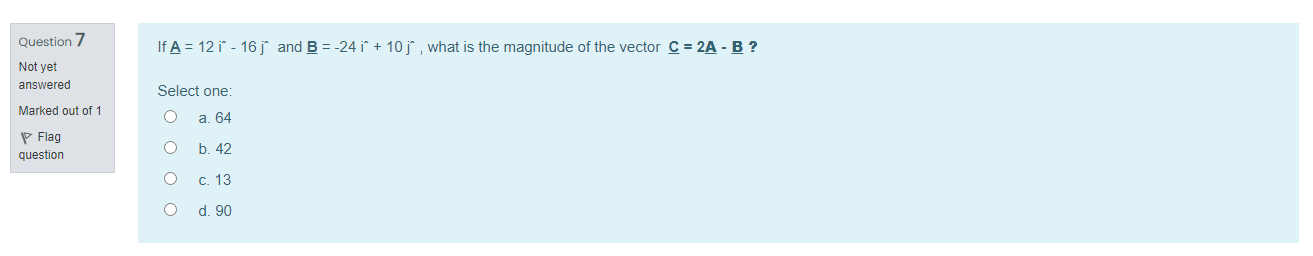 Question 7
Not yet
answered
Marked out of 1
Flag
question
If A = 12 i^ - 16 j^ and B = -24 i^ + 10 j^ , what is the magnitude of the vector C = 2A - B ?
Select one:
a. 64
b. 42
c. 13
d. 90